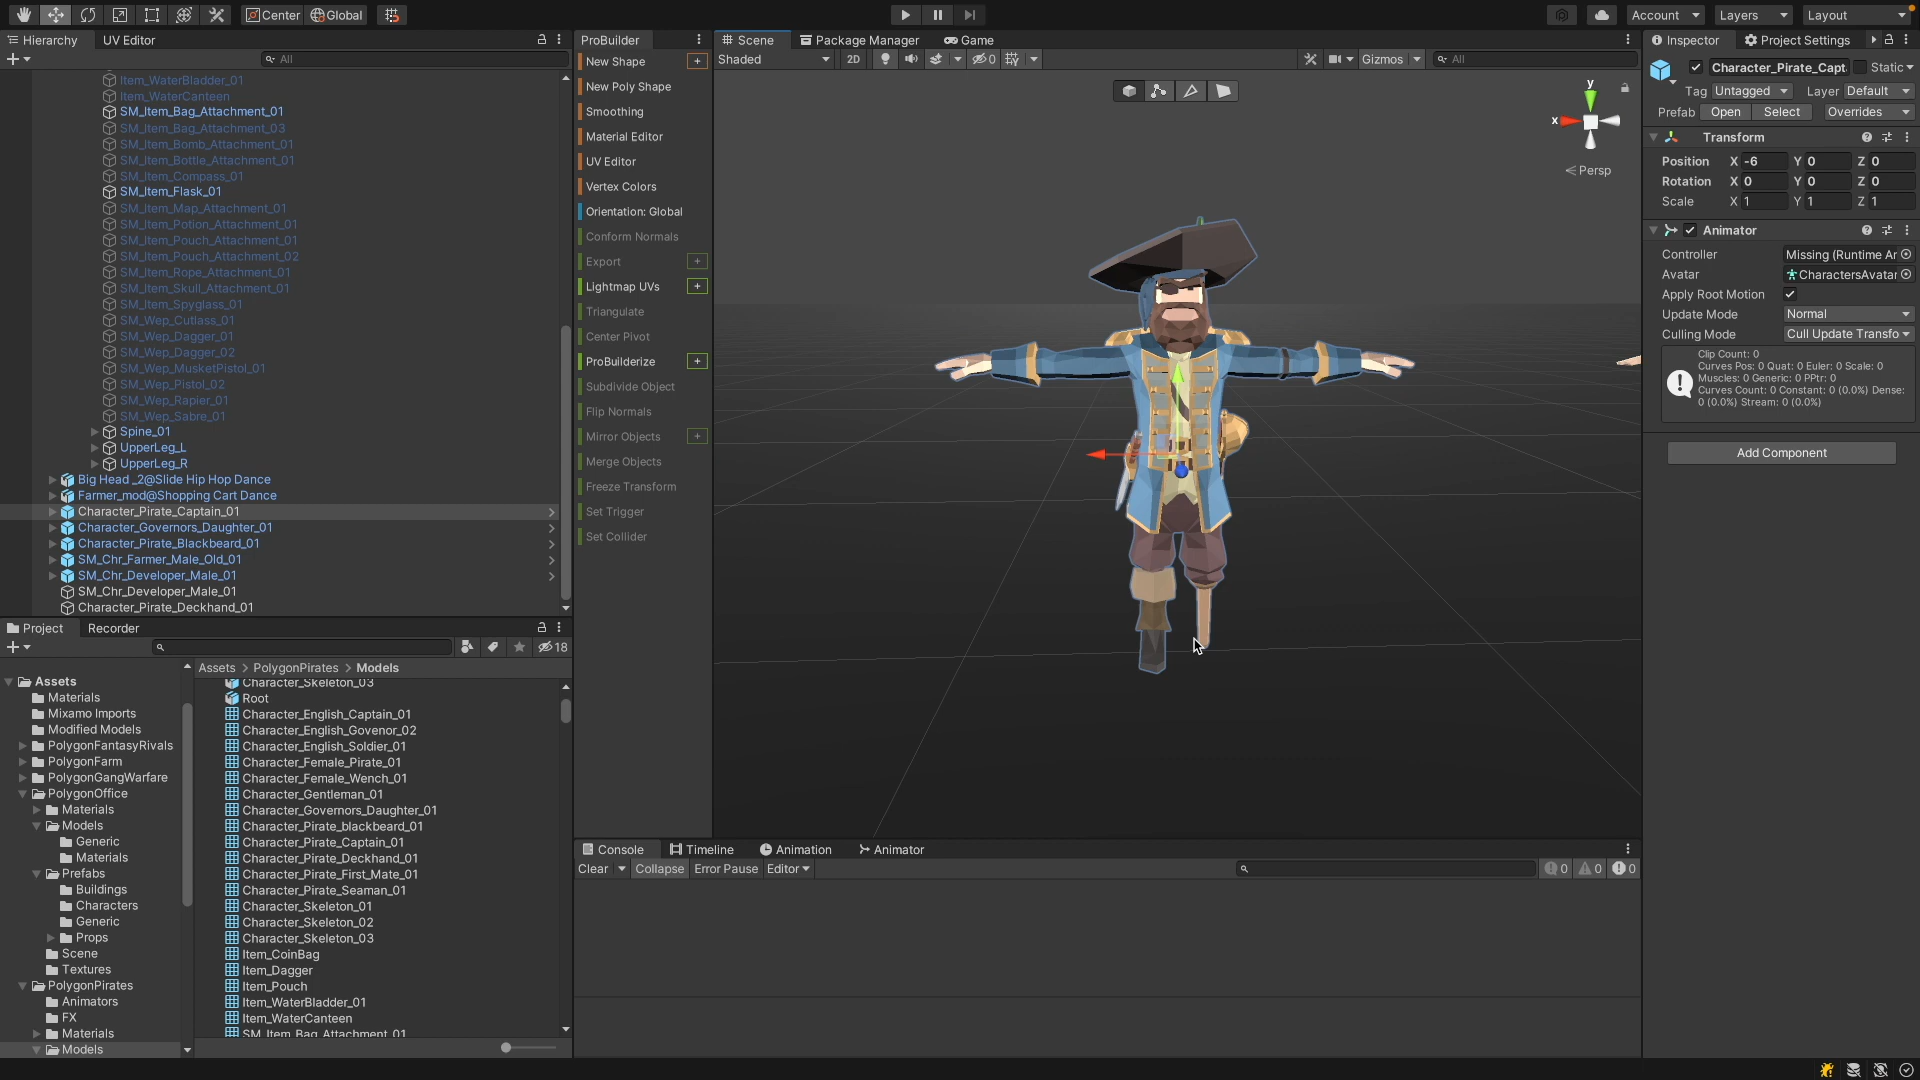 Center
Global
Account
Layers
Layout
Hierarchy
UV Editor
All
Item_WaterBladder_01
Item_WaterCanteen
SM_Item_Bag_Attachment_01
SM_Item_Bag_Attachment_03
SM_Item_Bomb_Attachment_01
SM_Item_Bottle_Attachment_01
SM_Item_Compass_01
SM_Item_Flask_01
SM_Item_Map_Attachment_01
SM_Item_Potion_Attachment_01
SM_Item_Pouch_Attachment_01
SM_Item_Pouch_Attachment_02
SM_Item_Rope_Attachment_01
SM_Item_Skull_Attachment_01
SM_Item_Spyglass_01
SM_Wep_Cutlass_01
SM_Wep_Dagger_01
SM_Wep_Dagger_02
SM_Wep_MusketPistol_01
SM_Wep_Pistol_02
SM_Wep_Rapier_01
SM_Wep_Sabre_01
Spine_01
UpperLeg_L
UpperLeg_R
Big Head _2@Slide Hip Hop Dance
Farmer_mod@Shopping Cart Dance
Character_Pirate_Captain_01
Character_Governors_Daughter_01
Character_Pirate_Blackbeard_01
SM_Chr_Farmer_Male_Old_01
SM_Chr_Developer_Male_01
SM_Chr_Developer_Male_01
Character_Pirate_Deckhand_01
Project
Recorder
18
Assets
Materials
Mixamo Imports
Modified Models
PolygonFantasyRivals
PolygonFarm
PolygonGangWarfare
PolygonOffice
Materials
Models
Generic
Materials
Prefabs
Buildings
Characters
Generic
Props
Scene
Textures
PolygonPirates
Animators
FX
Materials
Models
Assets > PolygonPirates > Models
Character_Skeleton_03
Root
Character_English_Captain_01
Character_English_Govenor_02
Character_English_Soldier_01
Character_Female_Pirate_01
Character_Female_Wench_01
Character_Gentleman_01
Character_Governors_Daughter_01
Character_Pirate_blackbeard_01
Character_Pirate_Captain_01
Character_Pirate_Deckhand_01
Character_Pirate_First_Mate_01
Character_Pirate_Seaman_01
Character_Skeleton_01
Character_Skeleton_02
Character_Skeleton_03
Item_CoinBag
Item_Dagger
Item_Pouch
Item_WaterBladder_01
Item_WaterCanteen
SM_Item_Bag_Attachment_01
ProBuilder
New Shape
New Poly Shape
Smoothing
Material Editor
UV Editor
Vertex Colors
Orientation: Global
Conform Normals
Export
Lightmap UVs
Triangulate
Center Pivot
ProBuilderize
Subdivide Object
Flip Normals
Mirror Objects
Merge Objects
Freeze Transform
Set Trigger
Set Collider
Scene
Package Manager
Game
Shaded
2D
0
Gizmos
All
y
x
Persp
Console
Timeline
Animation
Animator
Clear
Collapse
Error Pause
Editor
0
0
0
Inspector
Project Settings
Character_Pirate_Capt
Static
Tag Untagged
Layer Default
Prefab Open Select Overrides
Transform
Position X -6 Y 0 Z 0
Rotation X 0 Y 0 Z 0
Scale X 1 Y 1 Z 1
Animator
Controller Missing (Runtime Ar
Avatar CharactersAvatar
Apply Root Motion
Update Mode Normal
Culling Mode Cull Update Transfo
Clip Count: 0
Curves Pos: 0 Quat: 0 Euler: 0 Scale: 0
Muscles: 0 Generic: 0 PPtr: 0
Curves Count: 0 Constant: 0 (0.0%) Dense:
0 (0.0%) Stream: 0 (0.0%)
Add Component